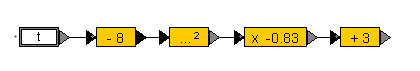 t - 8 ...² x -0.83 + 3